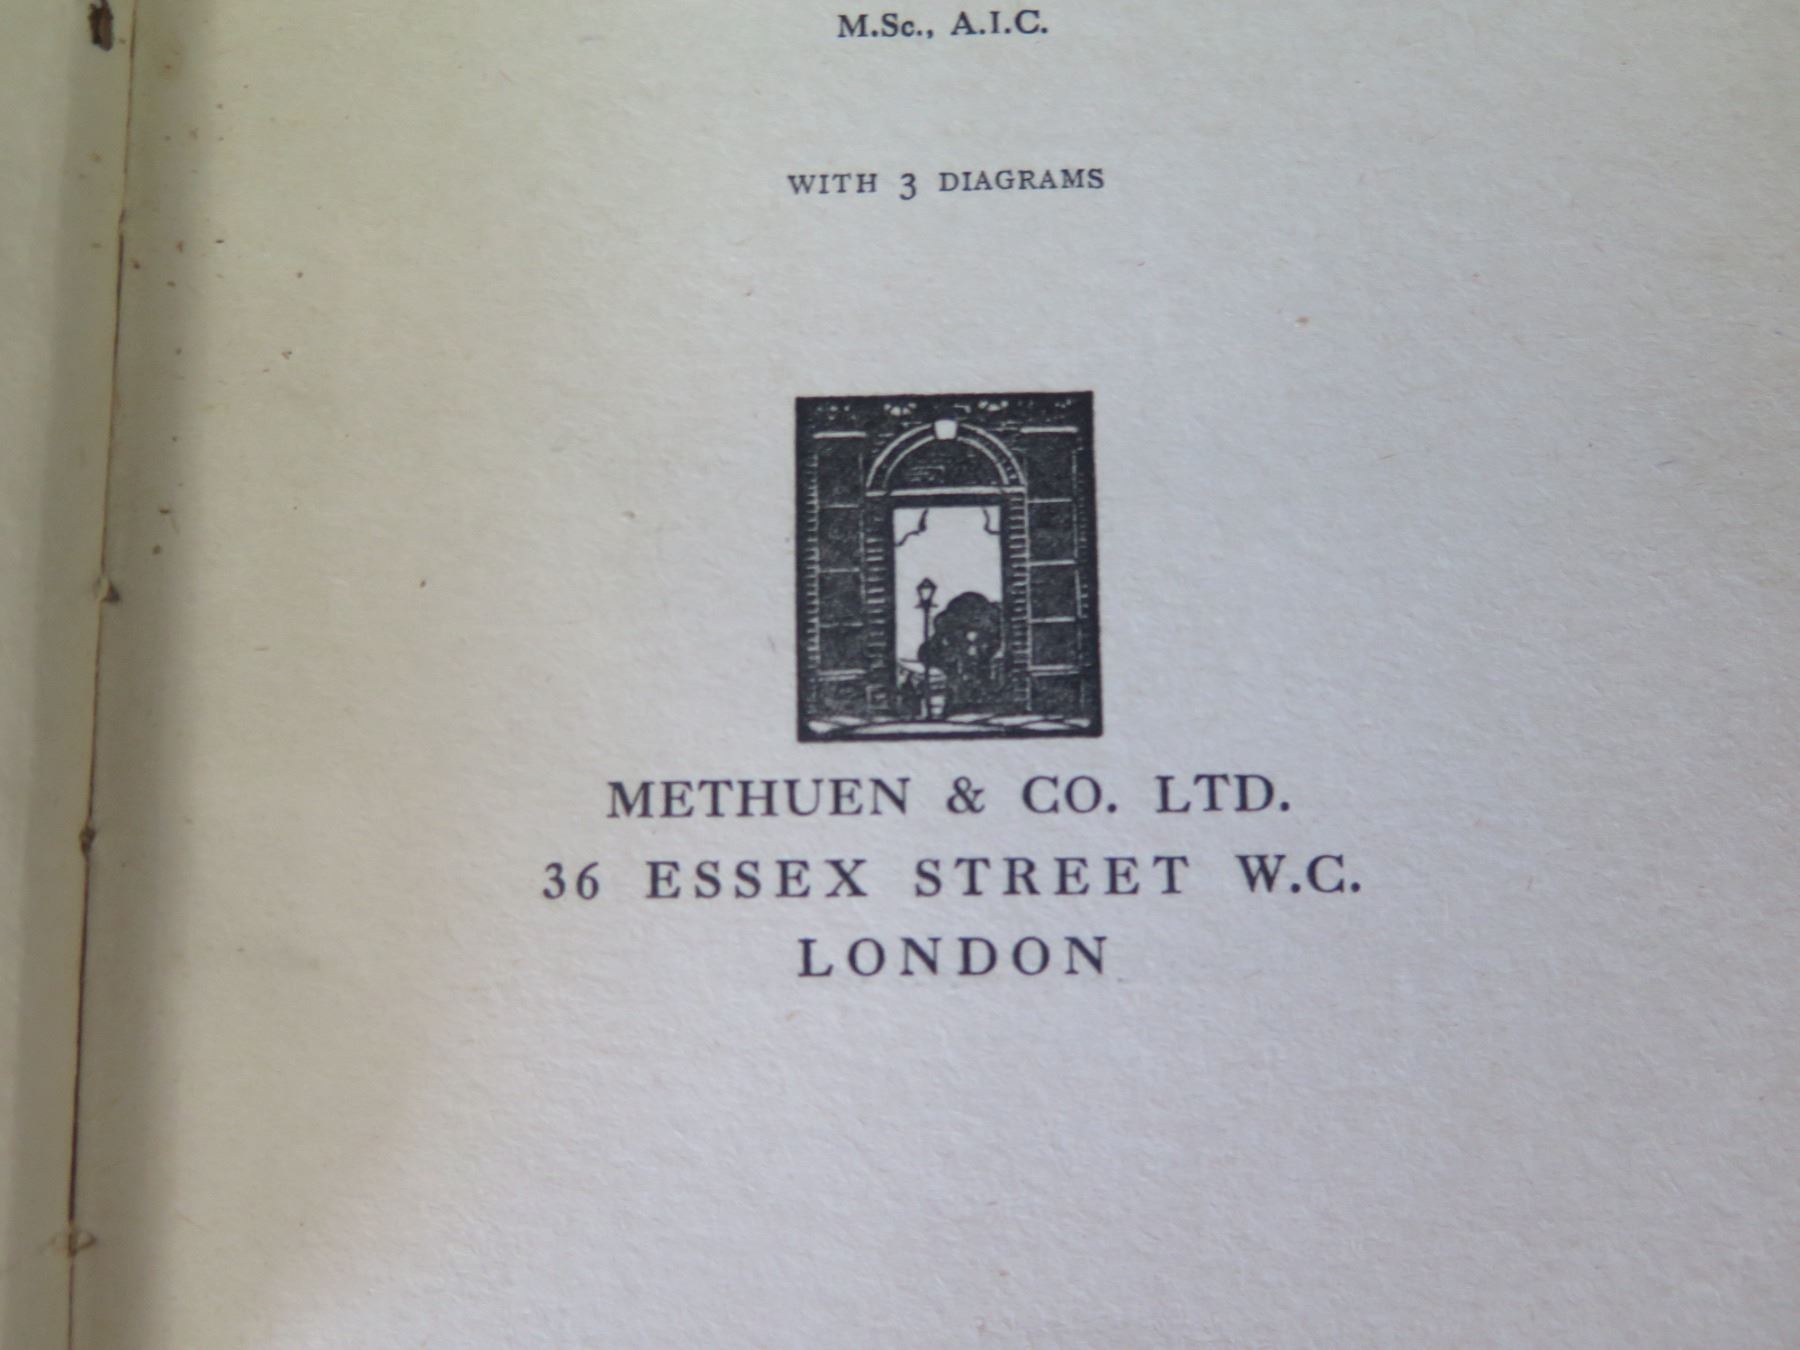 M.Sc., A.I.C.
WITH 3 DIAGRAMS
METHUEN & CO. LTD.
36 ESSEX STREET W.C.
LONDON